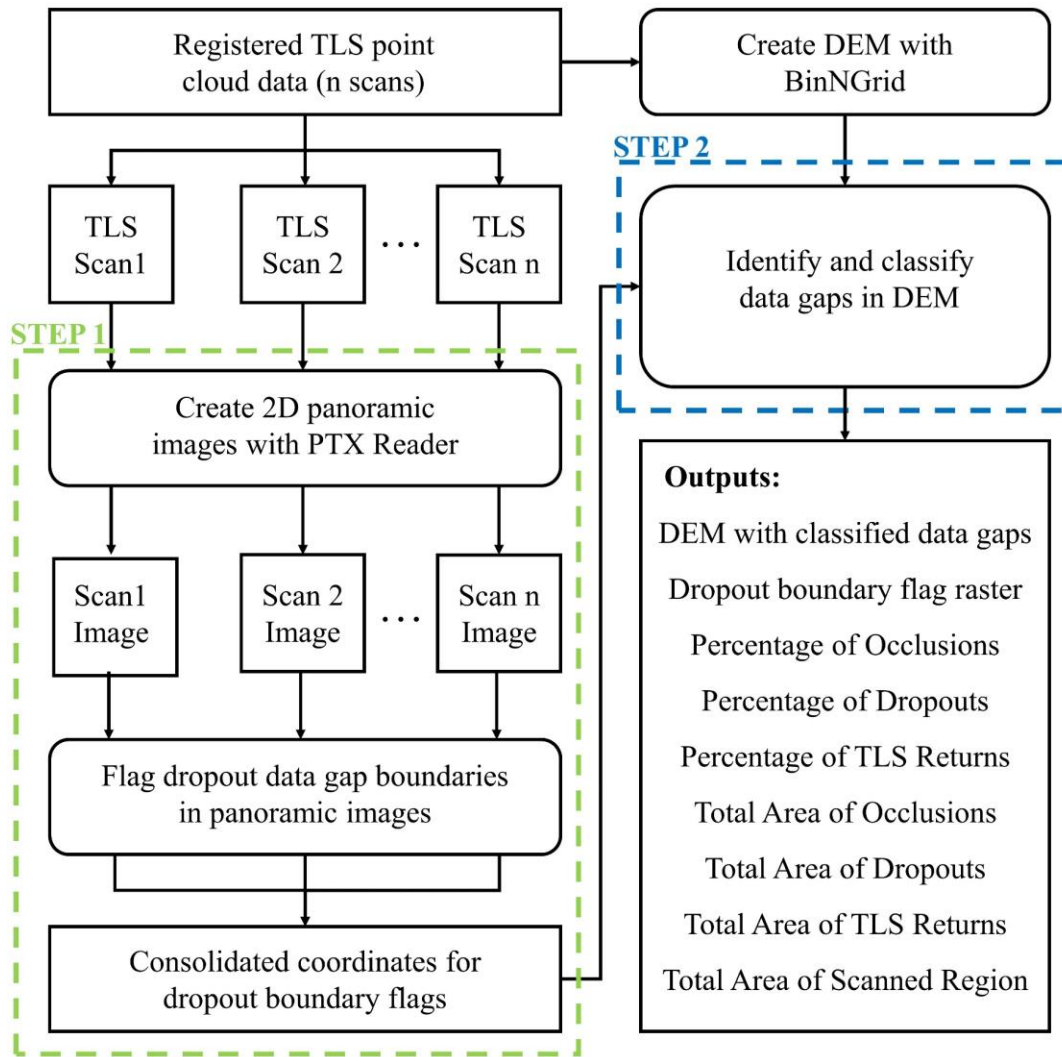 Registered TLS point
cloud data (n scans)
Create DEM with
BinNGrid
STEP 2
TLS
Scan1
TLS
Scan 2
...
TLS
Scan n
Identify and classify
data gaps in DEM
STEP 1
Create 2D panoramic
images with PTX Reader
Scan1
Image
Scan 2
Image
...
Scan n
Image
Flag dropout data gap boundaries
in panoramic images
Consolidated coordinates for
dropout boundary flags
Outputs:
DEM with classified data gaps
Dropout boundary flag raster
Percentage of Occlusions
Percentage of Dropouts
Percentage of TLS Returns
Total Area of Occlusions
Total Area of Dropouts
Total Area of TLS Returns
Total Area of Scanned Region